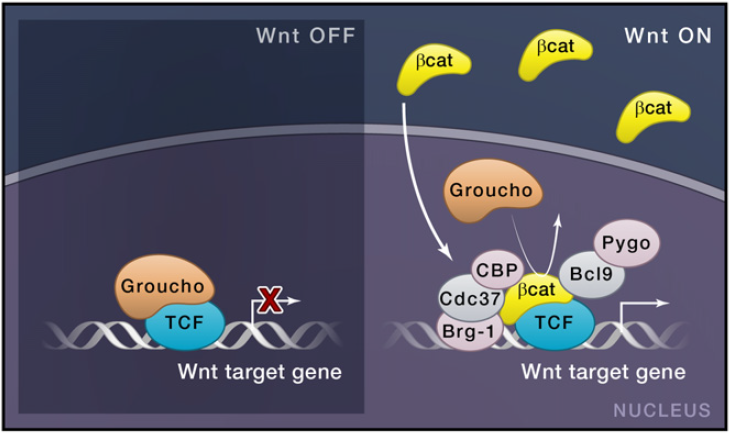 Wnt OFF
Groucho
TCF
X
Wnt target gene
Wnt ON
βcat
βcat
βcat
Groucho
Pygo
CBP
Bcl9
βcat
Cdc37
TCF
Brg-1
Wnt target gene
NUCLEUS